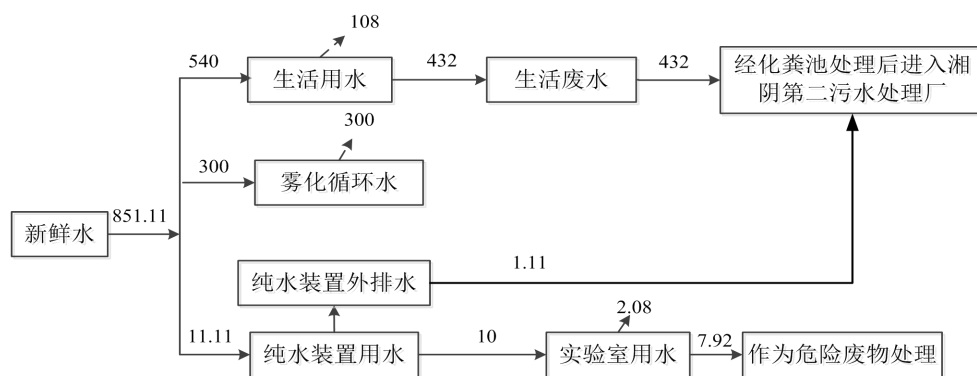 108
540
生活用水
432
生活废水
432
经化粪池处理后进入湘
阴第二污水处理厂
300
300
雾化循环水
新鲜水
851.11
纯水装置外排水
1.11
11.11
纯水装置用水
10
实验室用水
2.08
7.92
作为危险废物处理